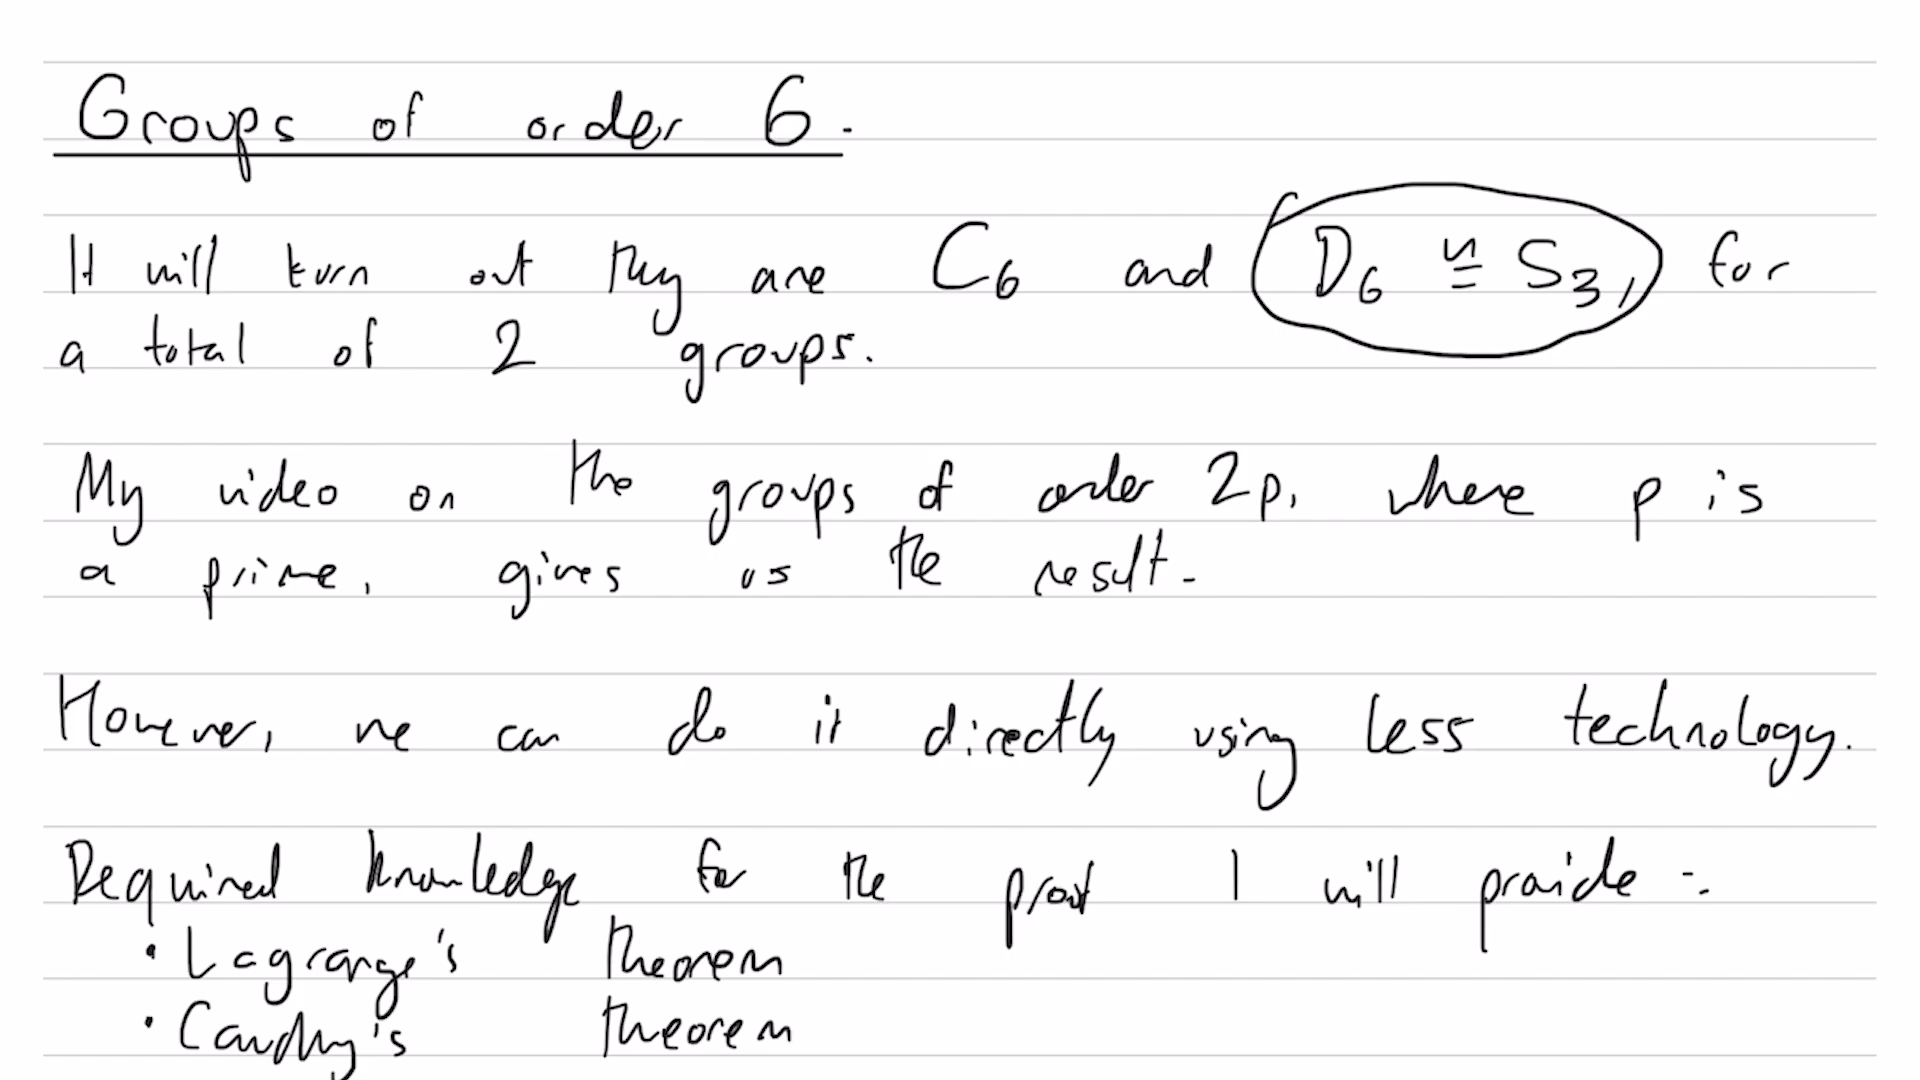 Groups of order 6.
It will turn out they are C₆ and D₆ ≅ S₃, for
a total of 2 groups.
My video on the groups of order 2p, where p is
a prime, gives us the result.
However, we can do it directly using less technology.
Required knowledge for the proof I will provide :-
• Lagrange's theorem
• Cauchy's theorem